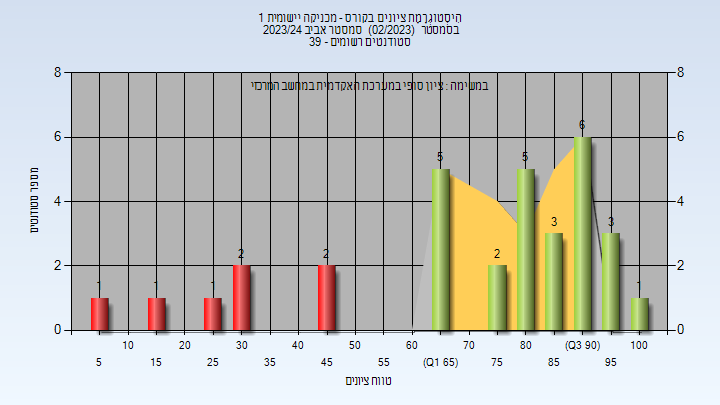 היסטוגרמת ציונים בקורס - מכניקה יישומית 1
בסמסטר (02/2023) סמסטר אביב 2023/24
סטודנטים רשומים - 39
במשימה : ציון סופי במערכת האקדמית במחשב המרכזי
8
6
4
2
0
8
6
4
2
0
מספר סטודנטים
1
1
1
2
2
5
2
5
3
6
3
1
10 20 30 40 50 60 70 80 (Q3 90) 100
5 15 25 35 45 55 (Q1 65) 75 85 95
טווח ציונים